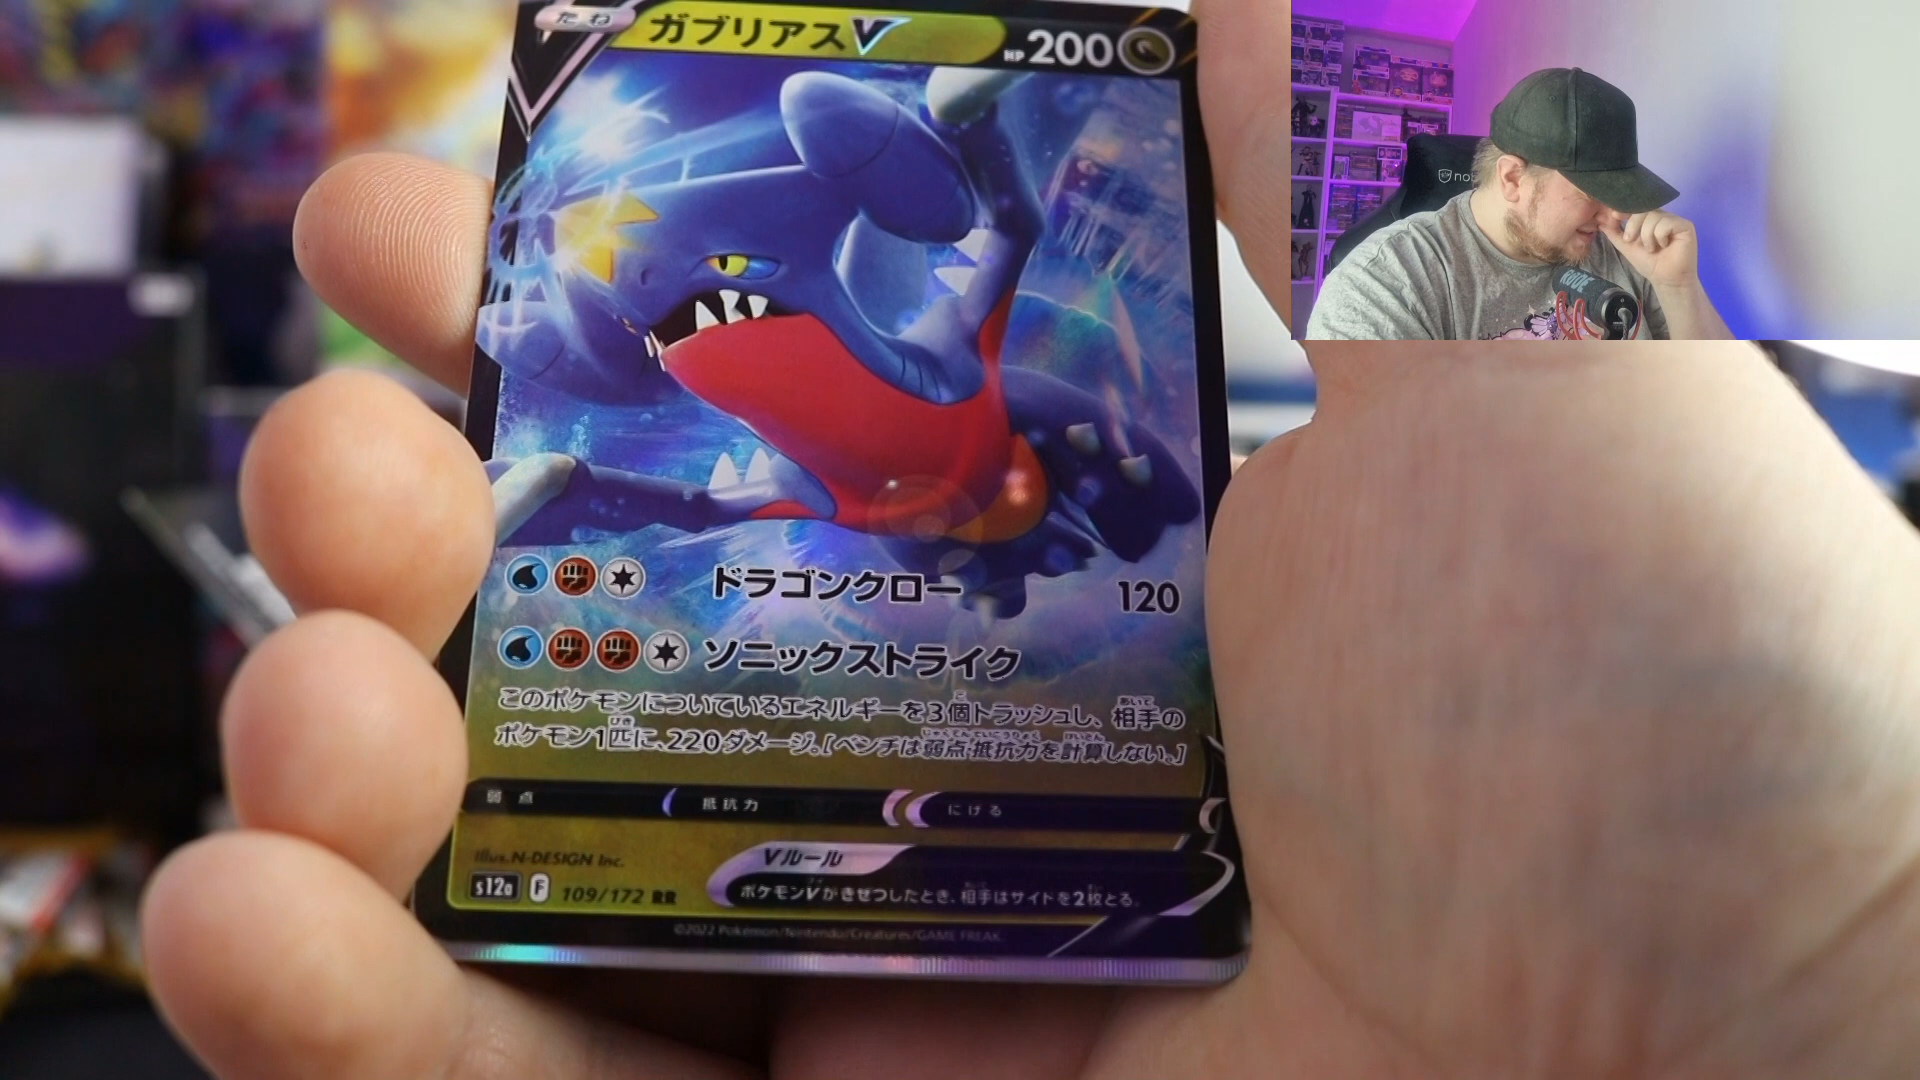 たね
ガブリアスV
HP200
ドラゴンクロー 120
ソニックストライク
このポケモンについているエネルギーを3個トラッシュし、相手の
ポケモン1匹に、220ダメージ。[ベンチは弱点・抵抗力を計算しない。]
弱点 抵抗力 にげる
Illus. N-DESIGN Inc.
Vルール
s12a F 109/172 RR
ポケモンVがきぜつしたとき、相手はサイドを2枚とる。
©2022 Pokémon/Nintendo/Creatures/GAME FREAK.
RODE